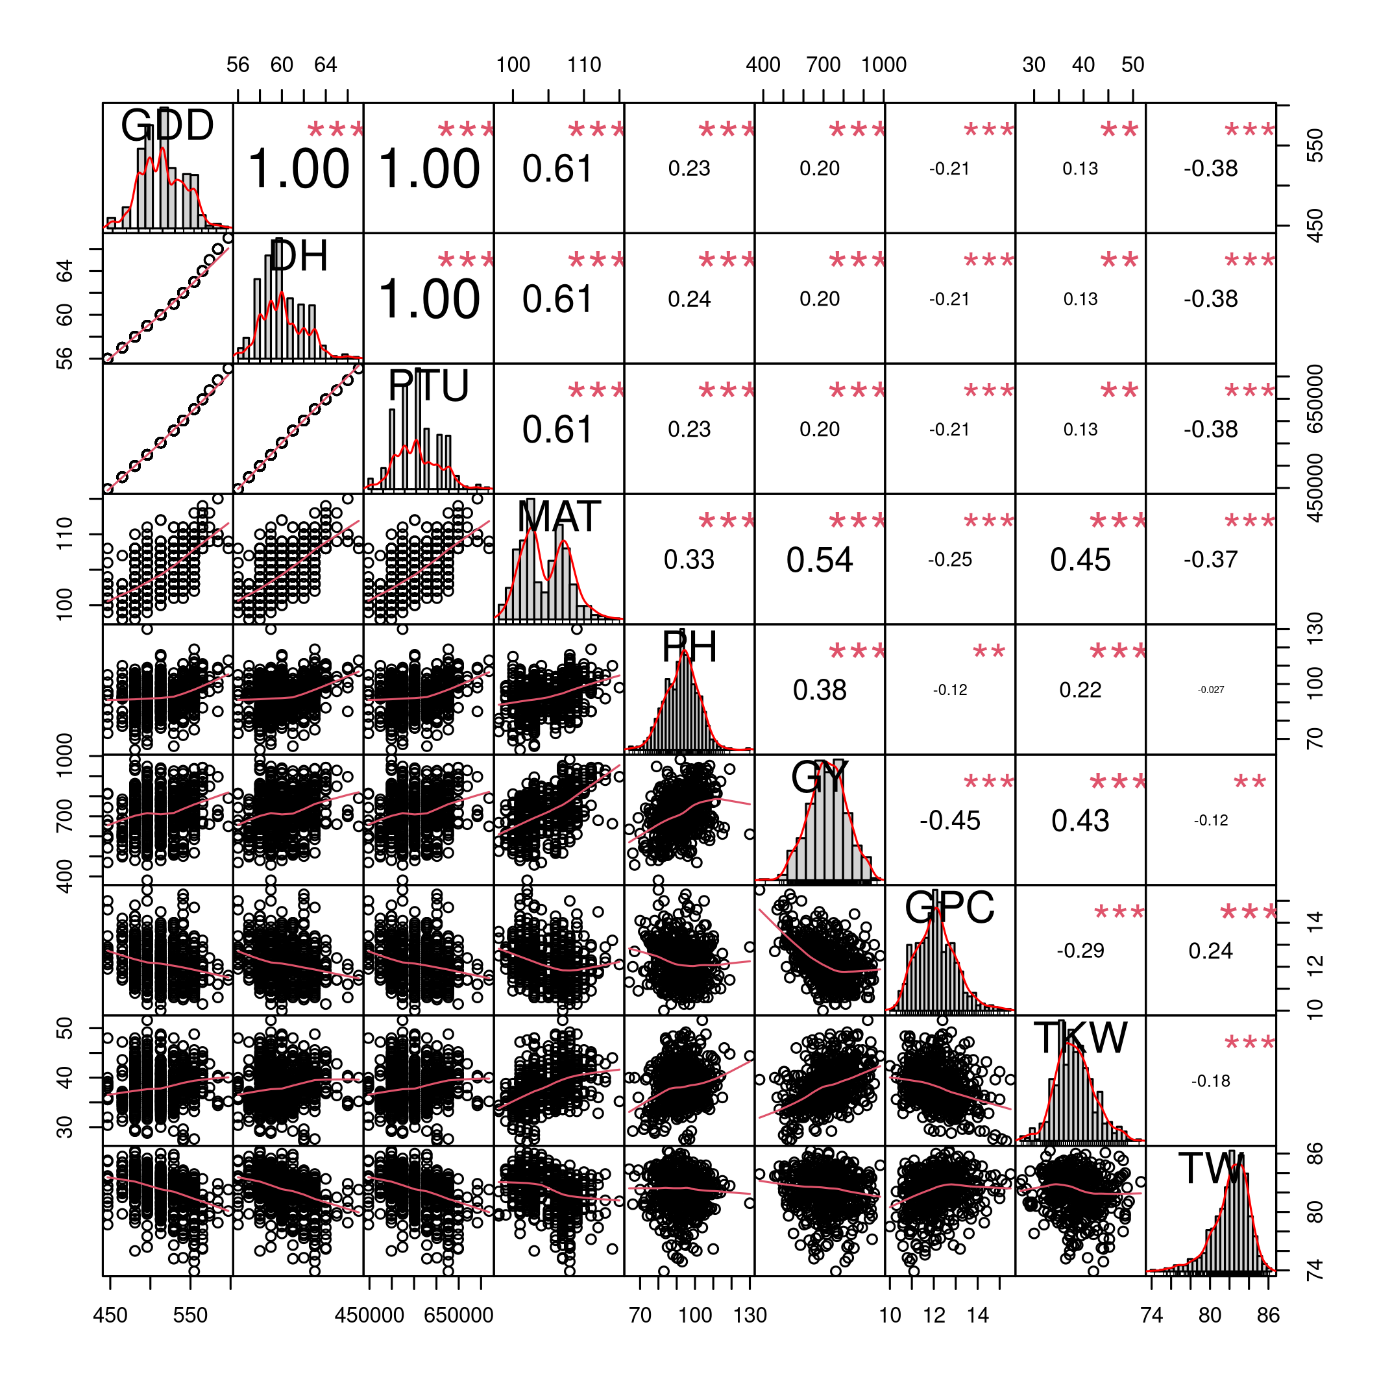 56 60 64 100 110 400 700 1000 30 40 50
GDD *** *** *** *** *** *** ** ***
1.00 1.00 0.61 0.23 0.20 -0.21 0.13 -0.38
450 550
DH *** *** *** *** *** ** ***
1.00 0.61 0.24 0.20 -0.21 0.13 -0.38
56 60 64
PTU *** *** *** *** ** ***
0.61 0.23 0.20 -0.21 0.13 -0.38
450000 650000
MAT *** *** *** *** ***
0.33 0.54 -0.25 0.45 -0.37
100 110
PH *** ** ***
0.38 -0.12 0.22 -0.027
70 100 130
GY *** *** **
-0.45 0.43 -0.12
400 700 1000
GPC *** ***
-0.29 0.24
10 12 14
TKW ***
-0.18
30 40 50
TW
74 80 86
450 550 450000 650000 70 100 130 10 12 14 74 80 86